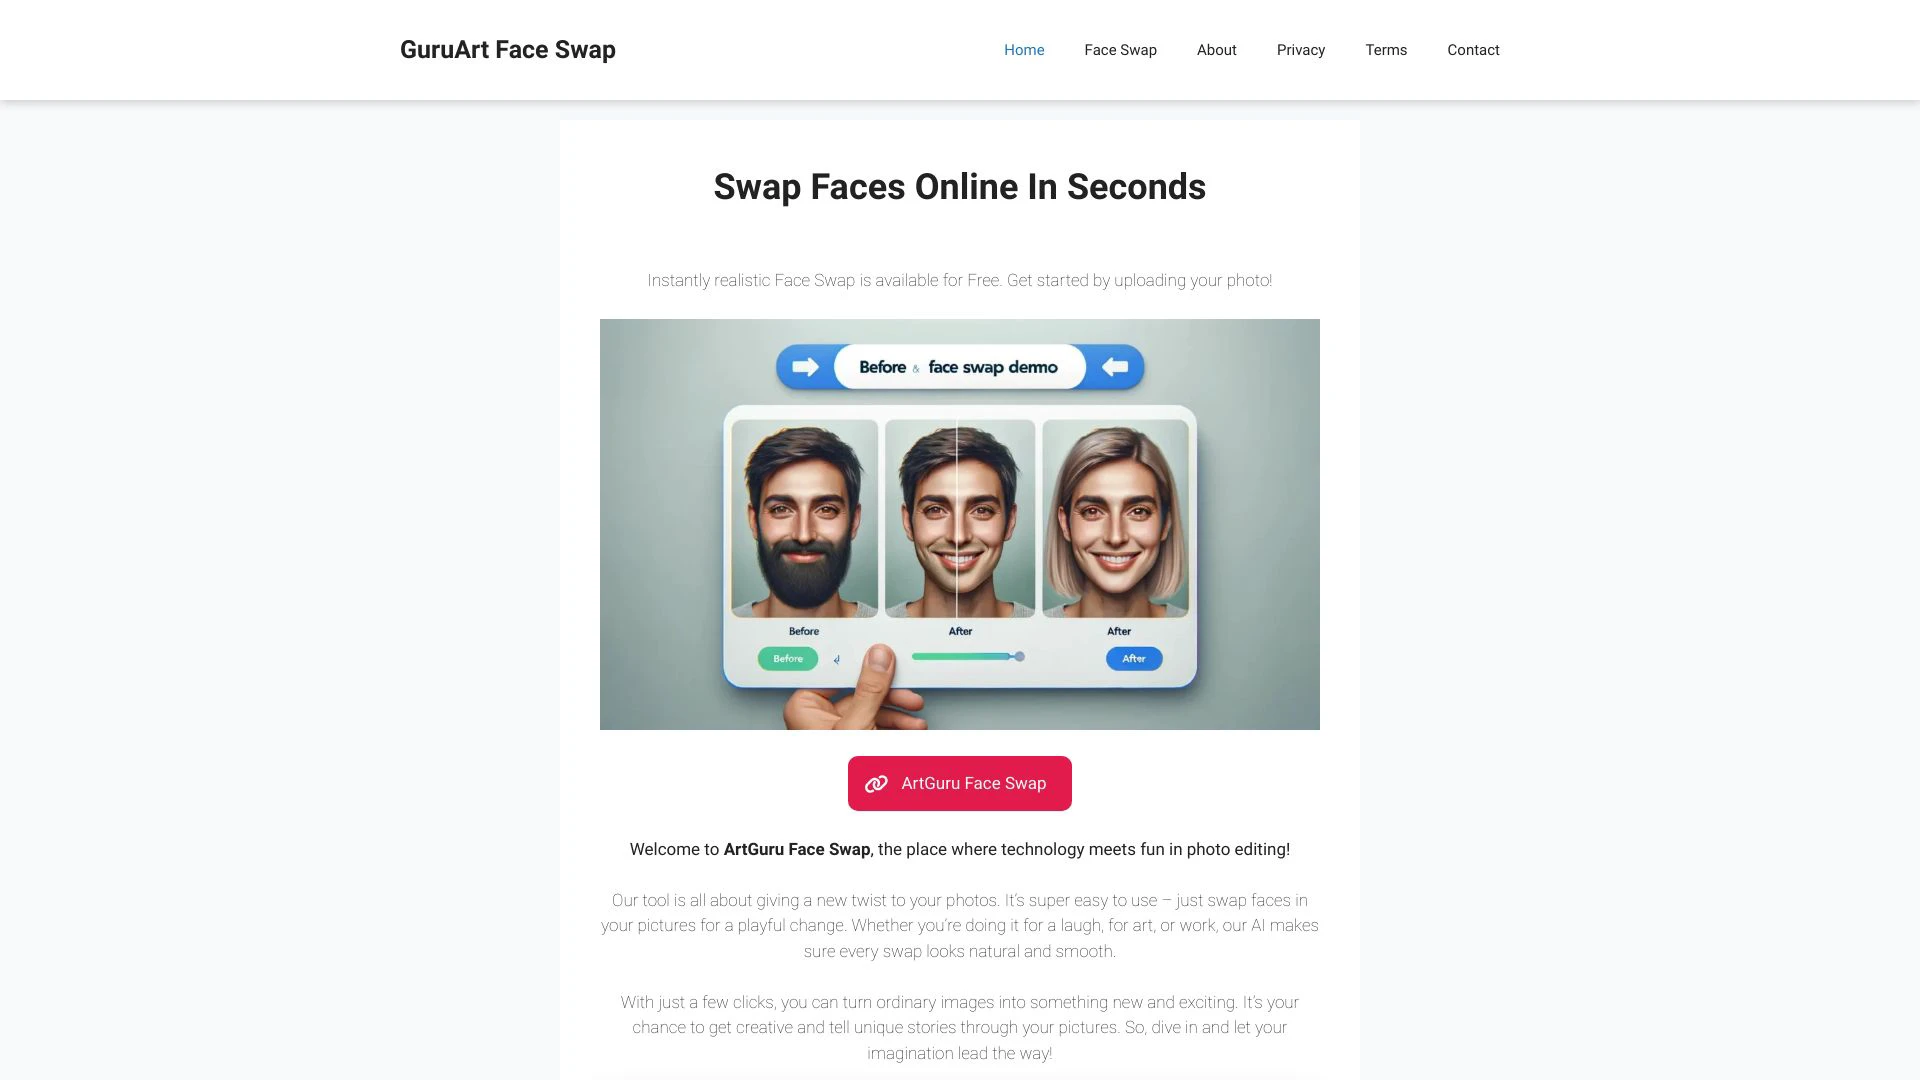 GuruArt Face Swap
Home
Face Swap
About
Privacy
Terms
Contact
Swap Faces Online In Seconds
Instantly realistic Face Swap is available for Free. Get started by uploading your photo!
Before & face swap demo
Before
After
After
Before
After
ArtGuru Face Swap
Welcome to ArtGuru Face Swap, the place where technology meets fun in photo editing!
Our tool is all about giving a new twist to your photos. It’s super easy to use – just swap faces in
your pictures for a playful change. Whether you’re doing it for a laugh, for art, or work, our AI makes
sure every swap looks natural and smooth.
With just a few clicks, you can turn ordinary images into something new and exciting. It’s your
chance to get creative and tell unique stories through your pictures. So, dive in and let your
imagination lead the way!